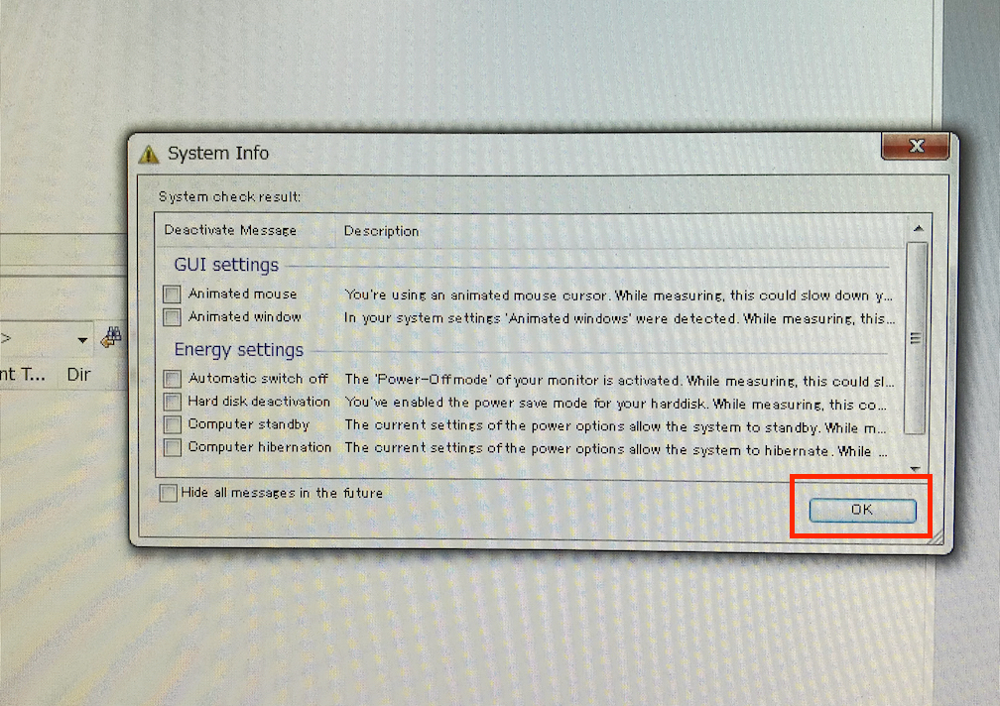 System Info
X
System check result:
Deactivate Message Description
GUI settings
Animated mouse You're using an animated mouse cursor. While measuring, this could slow down y...
Animated window In your system settings 'Animated windows' were detected. While measuring, this...
>
Energy settings
nt T... Dir
Automatic switch off The 'Power-Offmode' of your monitor is activated. While measuring, this could sl...
Hard disk deactivation You've enabled the power save mode for your harddisk. While measuring, this co...
Computer standby The current settings of the power options allow the system to standby. While m...
Computer hibernation The current settings of the power options allow the system to hibernate. While ...
Hide all messages in the future
OK